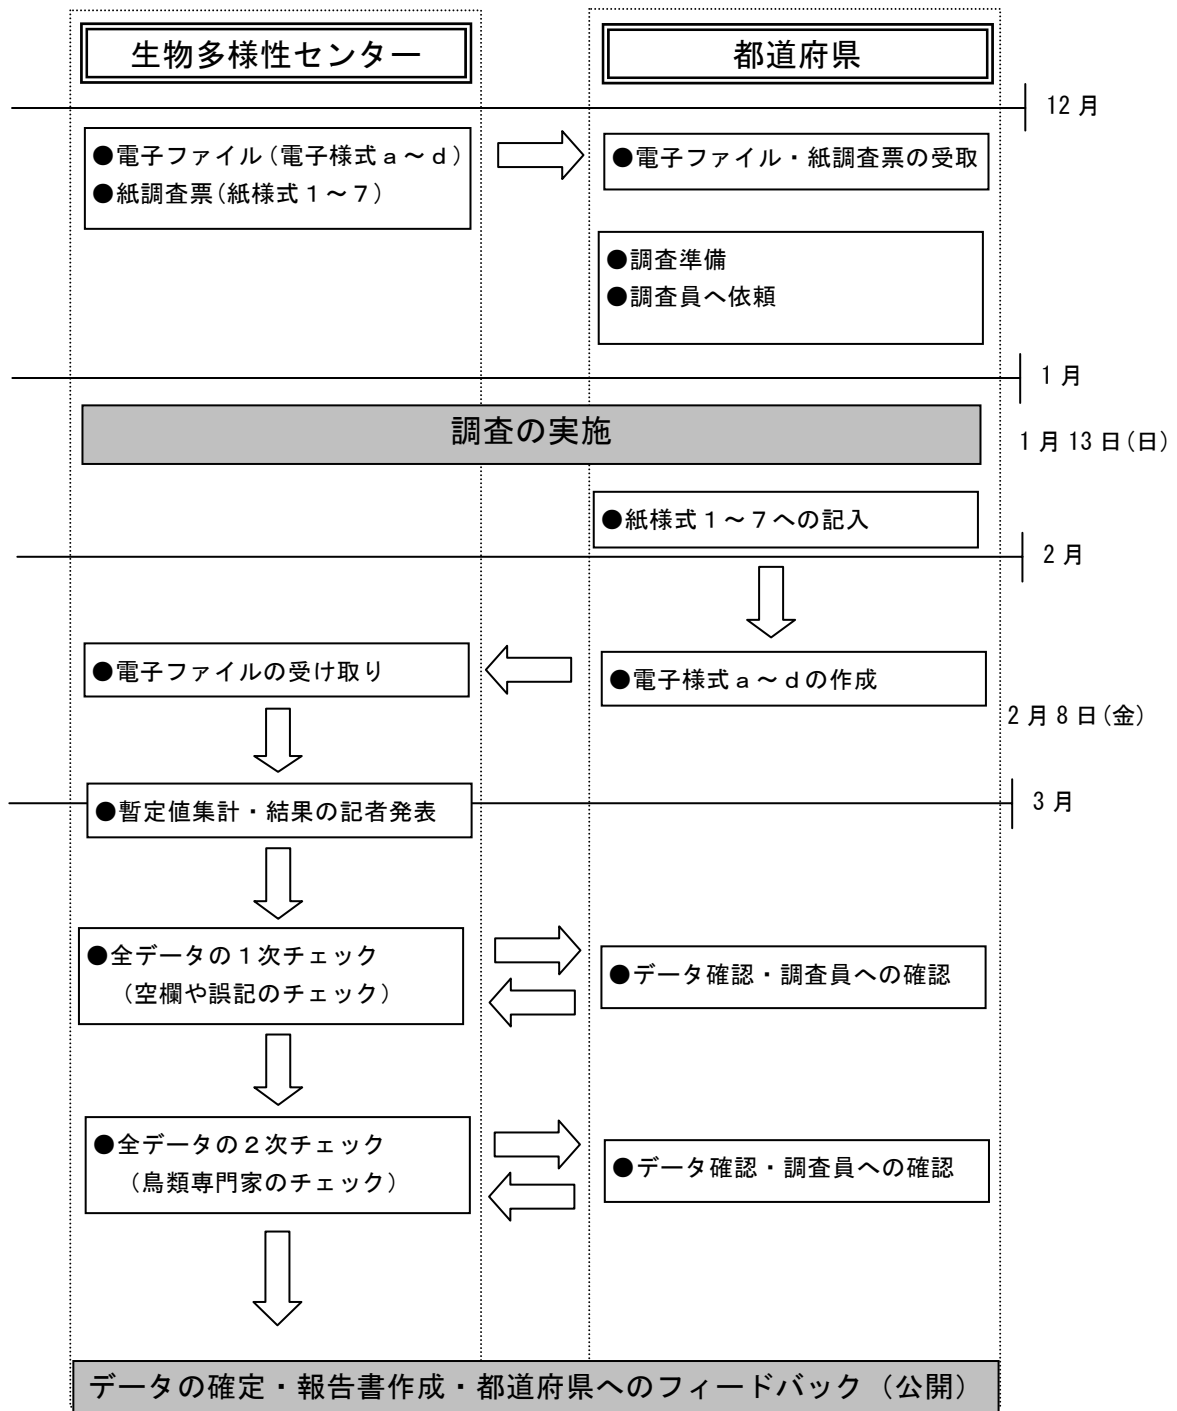 生物多様性センター
都道府県
12月
●電子ファイル(電子様式a～d)
●紙調査票(紙様式1～7)
●電子ファイル・紙調査票の受取
●調査準備
●調査員へ依頼
1月
調査の実施
1月13日(日)
●紙様式1～7への記入
2月
●電子ファイルの受け取り
●電子様式a～dの作成
2月8日(金)
●暫定値集計・結果の記者発表
3月
●全データの1次チェック
(空欄や誤記のチェック)
●データ確認・調査員への確認
●全データの2次チェック
(鳥類専門家のチェック)
●データ確認・調査員への確認
データの確定・報告書作成・都道府県へのフィードバック(公開)